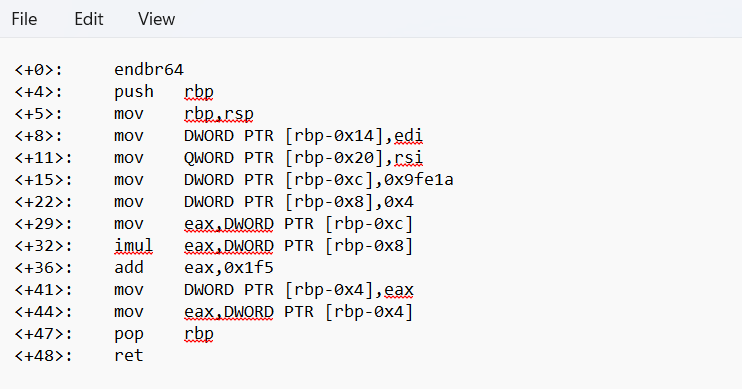 File Edit View
<+0>: endbr64
<+4>: push rbp
<+5>: mov rbp,rsp
<+8>: mov DWORD PTR [rbp-0x14],edi
<+11>: mov QWORD PTR [rbp-0x20],rsi
<+15>: mov DWORD PTR [rbp-0xc],0x9fe1a
<+22>: mov DWORD PTR [rbp-0x8],0x4
<+29>: mov eax,DWORD PTR [rbp-0xc]
<+32>: imul eax,DWORD PTR [rbp-0x8]
<+36>: add eax,0x1f5
<+41>: mov DWORD PTR [rbp-0x4],eax
<+44>: mov eax,DWORD PTR [rbp-0x4]
<+47>: pop rbp
<+48>: ret